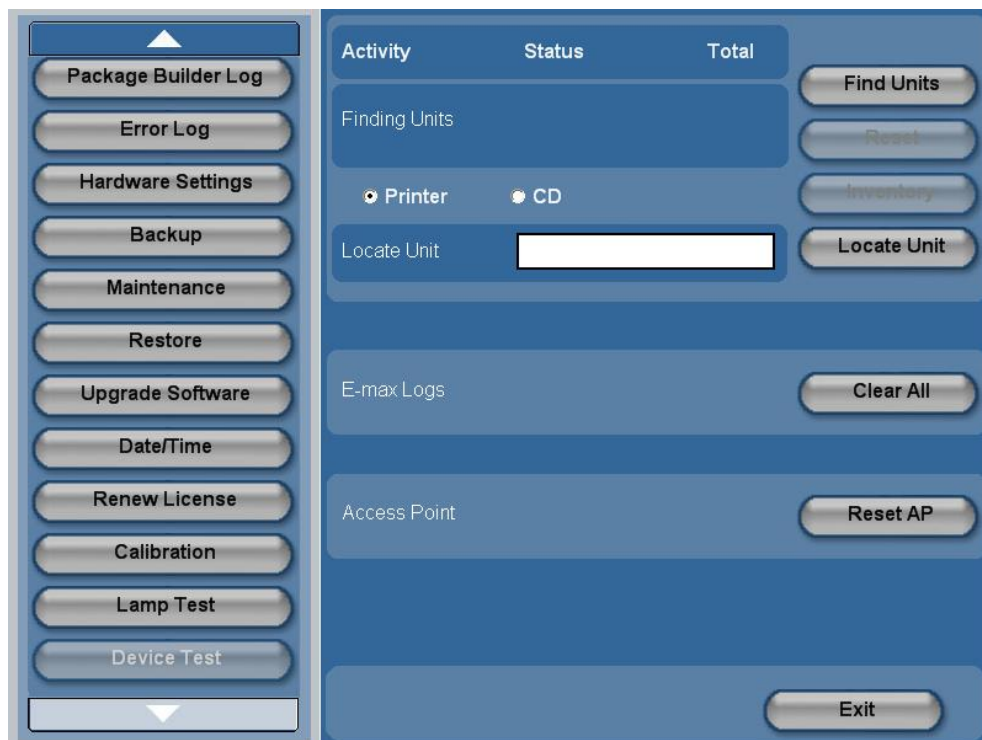 Package Builder Log
Error Log
Hardware Settings
Backup
Maintenance
Restore
Upgrade Software
Date/Time
Renew License
Calibration
Lamp Test
Device Test
Activity Status Total
Finding Units
Printer CD
Locate Unit
Find Units
Reset
Inventory
Locate Unit
E-max Logs
Clear All
Access Point
Reset AP
Exit